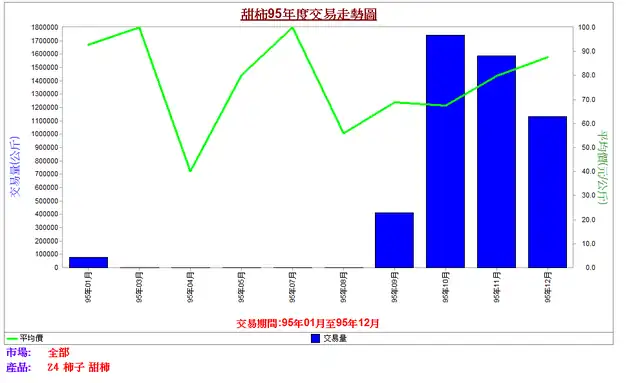 甜柿95年度交易走勢圖
交易量(公斤)
1800000
1700000
1600000
1500000
1400000
1300000
1200000
1100000
1000000
900000
800000
700000
600000
500000
400000
300000
200000
100000
0
平均價(元/公斤)
100.0
90.0
80.0
70.0
60.0
50.0
40.0
30.0
20.0
10.0
0.0
95年01月
95年03月
95年04月
95年05月
95年07月
95年08月
95年09月
95年10月
95年11月
95年12月
交易期間:95年01月至95年12月
平均價 交易量
市場: 全部
產品: Z4 柿子 甜柿